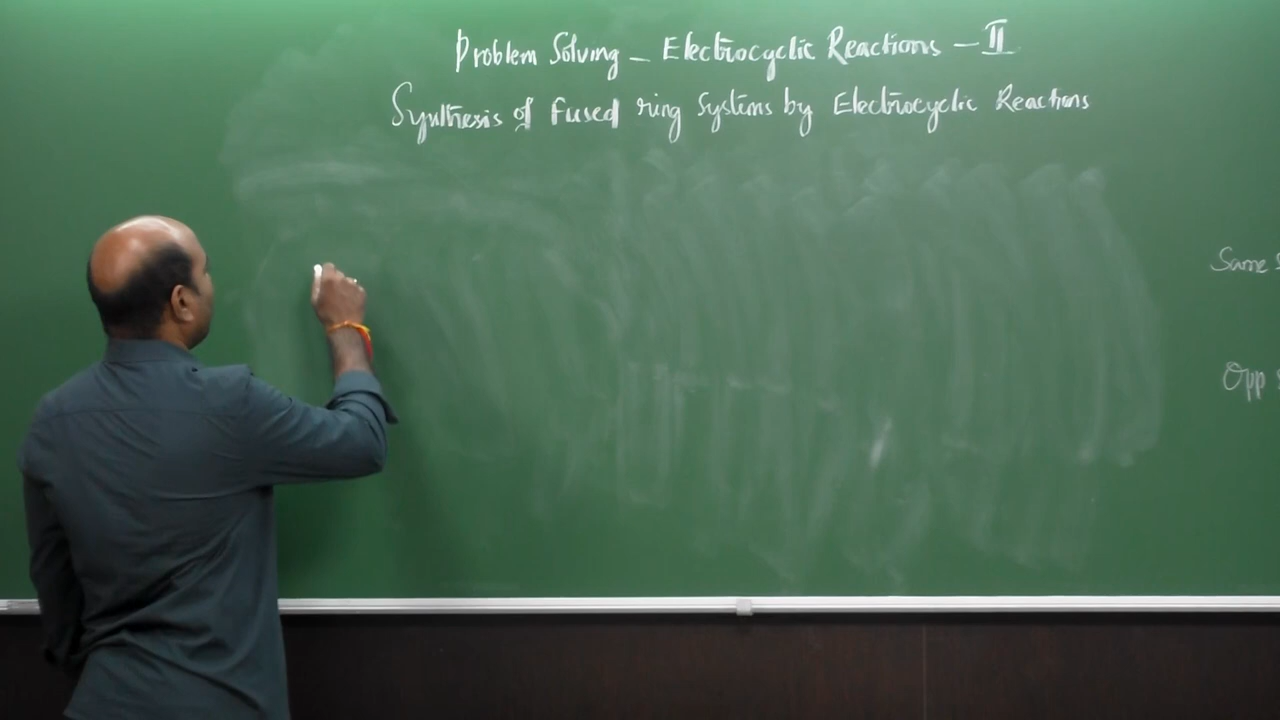 Problem Solving - Electrocyclic Reactions - II
Synthesis of Fused ring Systems by Electrocyclic Reactions
Same
Opp